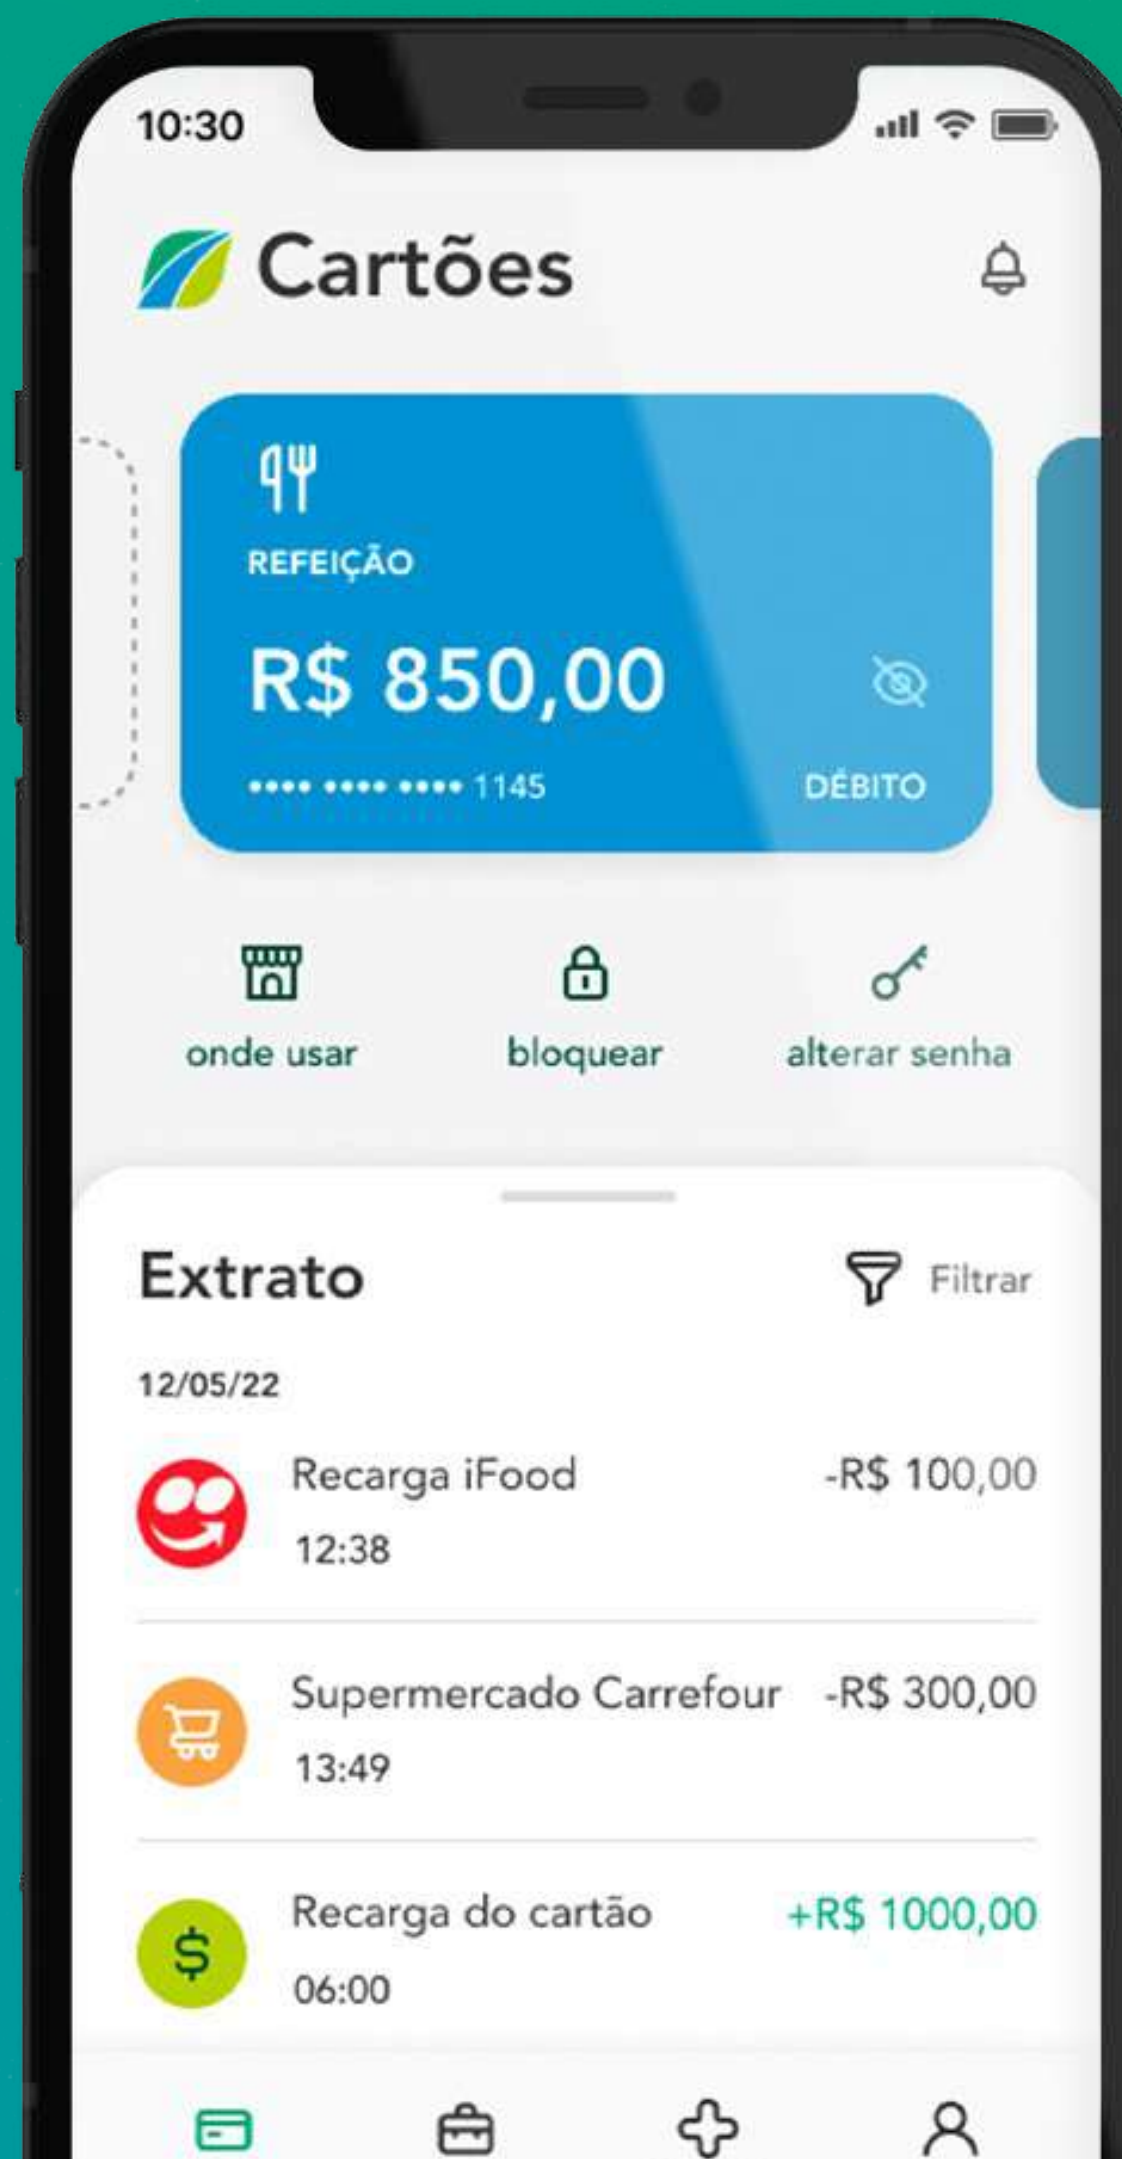 10:30
Cartões
REFEIÇÃO
R$ 850,00
•••• •••• •••• 1145 DÉBITO
onde usar bloquear alterar senha
Extrato Filtrar
12/05/22
Recarga iFood -R$ 100,00
12:38
Supermercado Carrefour -R$ 300,00
13:49
Recarga do cartão +R$ 1000,00
$
06:00